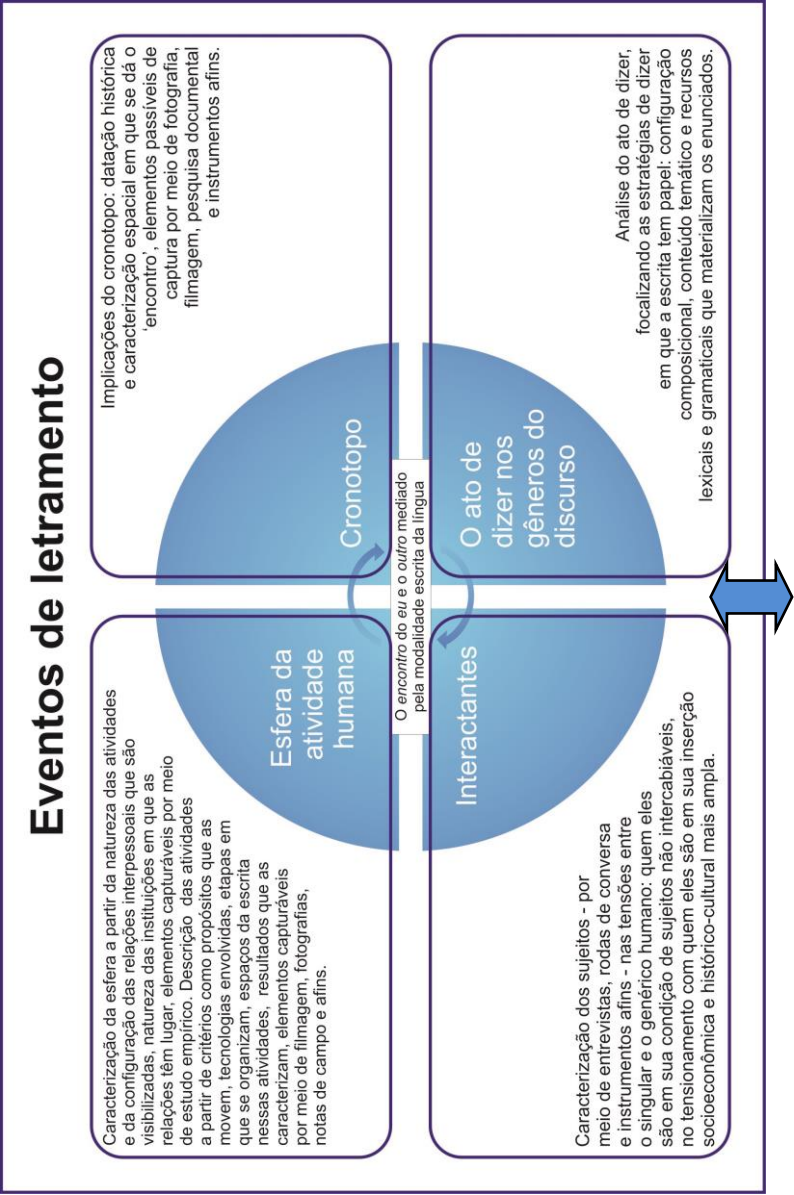 Eventos de letramento
Caracterização da esfera a partir da natureza das atividades
e da configuração das relações interpessoais que são
visibilizadas, natureza das instituições em que as
relações têm lugar, elementos capturáveis por meio
de estudo empírico. Descrição das atividades
a partir de critérios como propósitos que as
movem, tecnologias envolvidas, etapas em
que se organizam, espaços da escrita
nessas atividades, resultados que as
caracterizam, elementos capturáveis
por meio de filmagem, fotografias,
notas de campo e afins.
Esfera da
atividade
humana
Implicações do cronotopo: datação histórica
e caracterização espacial em que se dá o
‘encontro’, elementos passíveis de
captura por meio de fotografia,
filmagem, pesquisa documental
e instrumentos afins.
Cronotopo
O encontro do eu e o outro mediado
pela modalidade escrita da língua
Interactantes
Caracterização dos sujeitos - por
meio de entrevistas, rodas de conversa
e instrumentos afins - nas tensões entre
o singular e o genérico humano: quem eles
são em sua condição de sujeitos não intercabiáveis,
no tensionamento com quem eles são em sua inserção
socioeconômica e histórico-cultural mais ampla.
O ato de
dizer nos
gêneros do
discurso
Análise do ato de dizer,
focalizando as estratégias de dizer
em que a escrita tem papel: configuração
composicional, conteúdo temático e recursos
lexicais e gramaticais que materializam os enunciados.